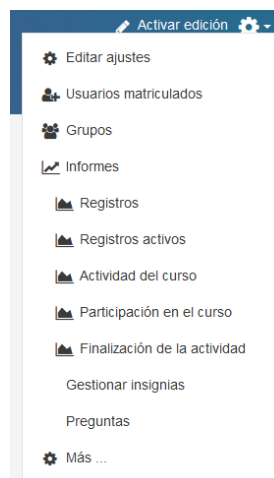 Activar edición
Editar ajustes
Usuarios matriculados
Grupos
Informes
Registros
Registros activos
Actividad del curso
Participación en el curso
Finalización de la actividad
Gestionar insignias
Preguntas
Más ...